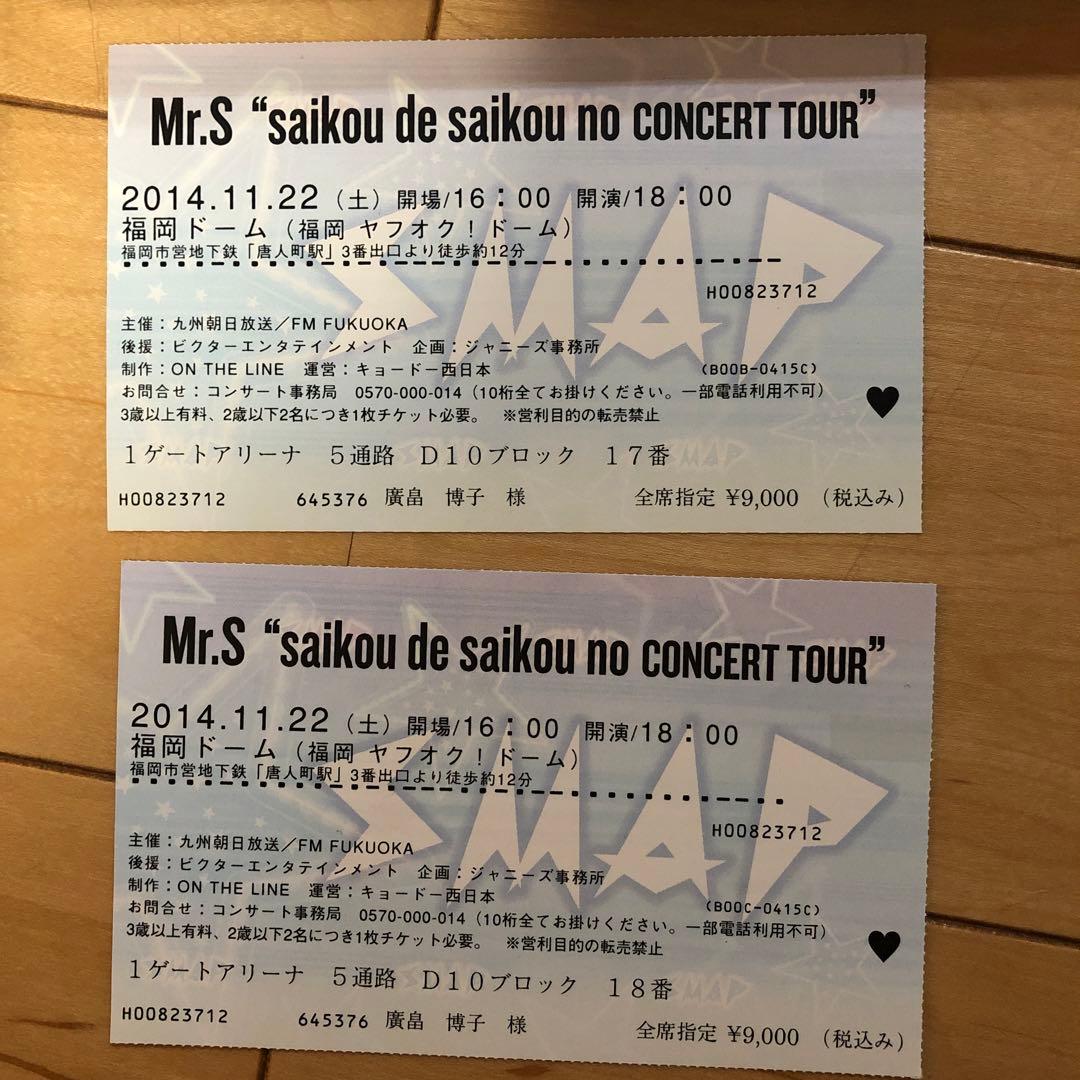 Mr.S “saikou de saikou no CONCERT TOUR”
2014.11.22（土）開場/16：00 開演/18：00
福岡ドーム（福岡 ヤフオク！ドーム）
福岡市営地下鉄「唐人町駅」3番出口より徒歩約12分
SMAP
H00823712
主催：九州朝日放送／FM FUKUOKA
後援：ビクターエンタテインメント 企画：ジャニーズ事務所
制作：ON THE LINE 運営：キョードー西日本 (B00B-0415C)
お問合せ：コンサート事務局 0570-000-014（10桁全てお掛けください。一部電話利用不可）
3歳以上有料、2歳以下2名につき1枚チケット必要。 ※営利目的の転売禁止
1ゲートアリーナ 5通路 D10ブロック 17番
H00823712 645376 廣畠 博子 様 全席指定 ¥9,000 （税込み）
Mr.S “saikou de saikou no CONCERT TOUR”
2014.11.22（土）開場/16：00 開演/18：00
福岡ドーム（福岡 ヤフオク！ドーム）
福岡市営地下鉄「唐人町駅」3番出口より徒歩約12分
SMAP
H00823712
主催：九州朝日放送／FM FUKUOKA
後援：ビクターエンタテインメント 企画：ジャニーズ事務所
制作：ON THE LINE 運営：キョードー西日本 (B00C-0415C)
お問合せ：コンサート事務局 0570-000-014（10桁全てお掛けください。一部電話利用不可）
3歳以上有料、2歳以下2名につき1枚チケット必要。 ※営利目的の転売禁止
1ゲートアリーナ 5通路 D10ブロック 18番
H00823712 645376 廣畠 博子 様 全席指定 ¥9,000 （税込み）